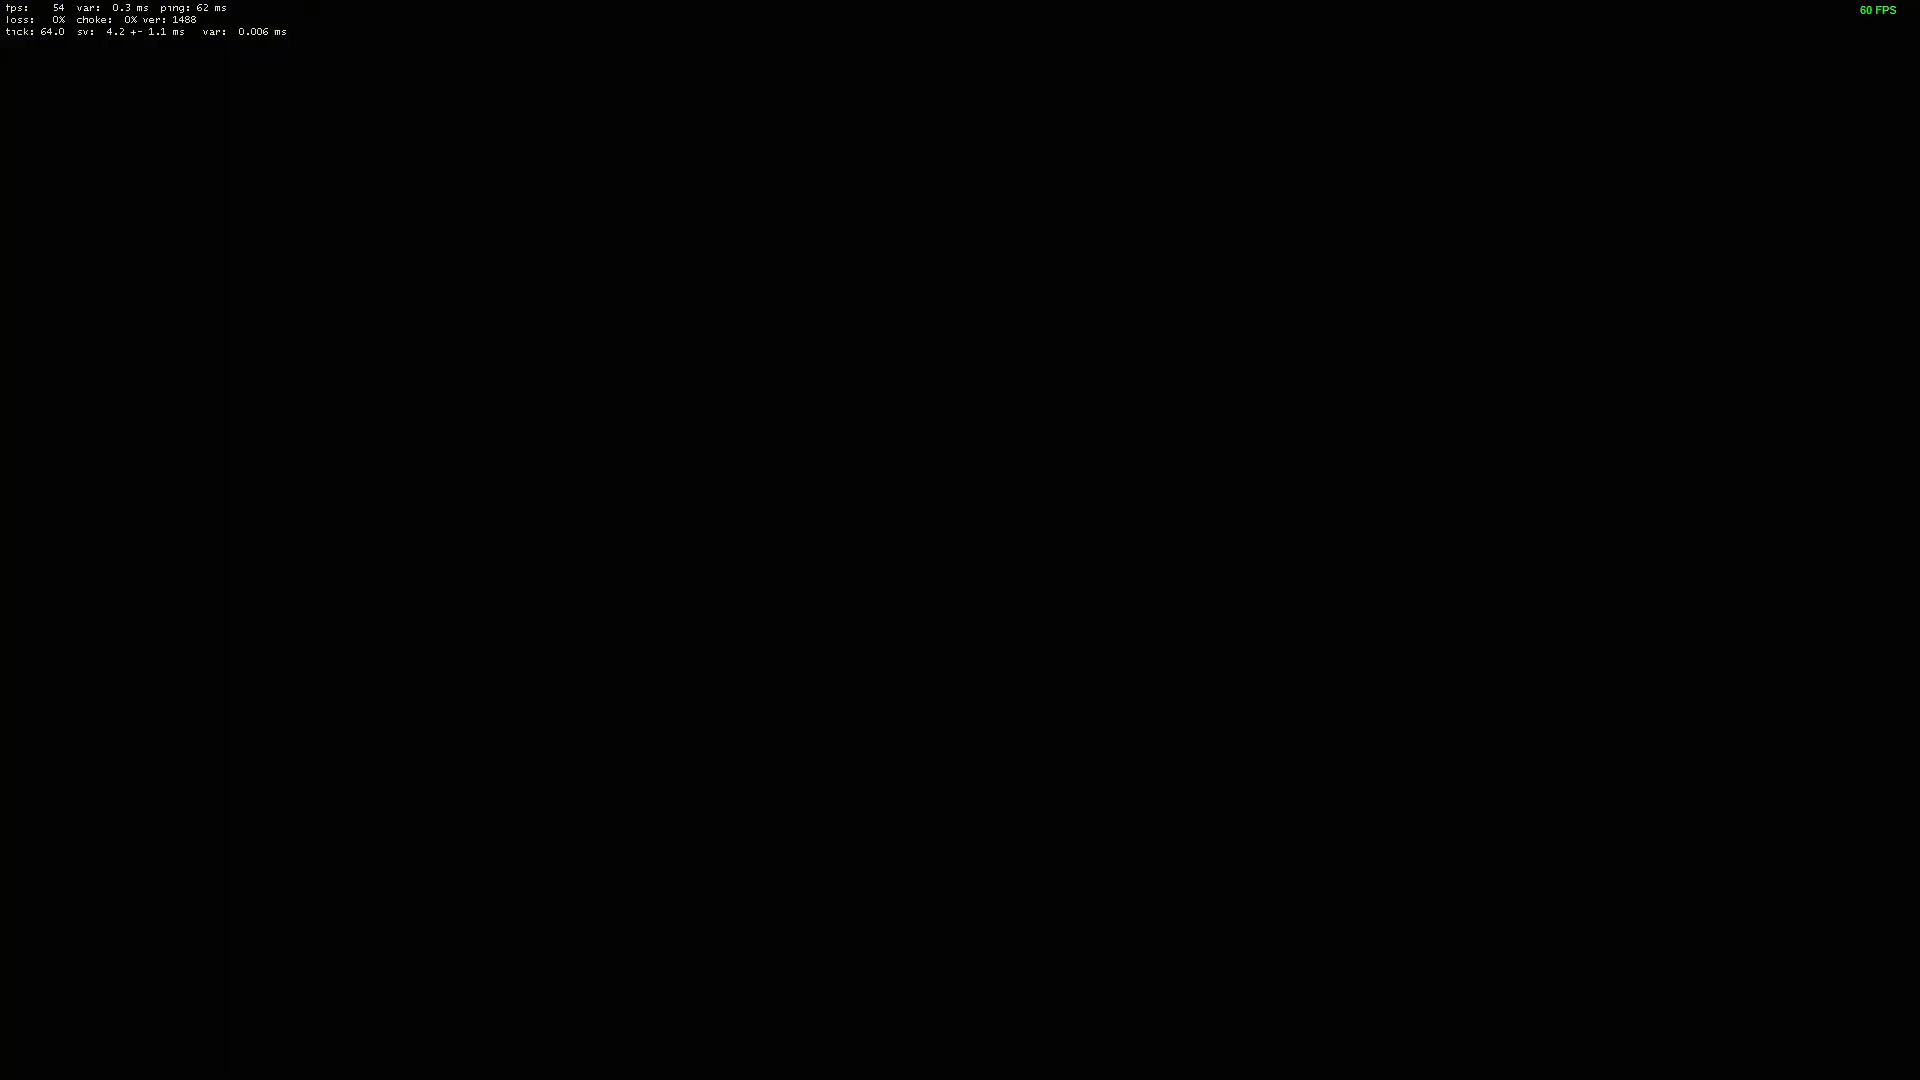 fps: 54 var: 0.3 ms ping: 62 ms
60 FPS
loss: 0% choke: 0% ver: 1488
tick: 64.0 sv: 4.2 +- 1.1 ms var: 0.006 ms